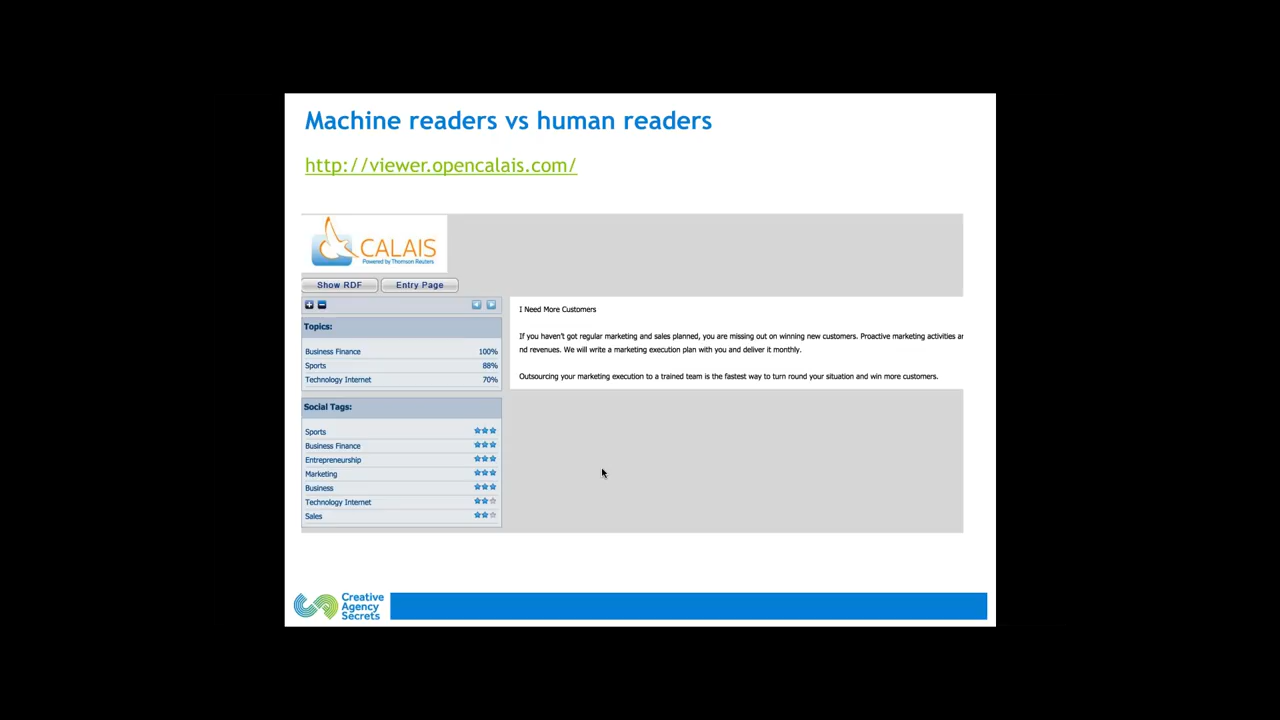 Machine readers vs human readers
http://viewer.opencalais.com/
CALAIS
Powered by Thomson Reuters
Show RDF Entry Page
Topics:
Business Finance 100%
Sports 88%
Technology Internet 70%
Social Tags:
Sports
Business Finance
Entrepreneurship
Marketing
Business
Technology Internet
Sales
I Need More Customers
If you haven't got regular marketing and sales planned, you are missing out on winning new customers. Proactive marketing activities ar
nd revenues. We will write a marketing execution plan with you and deliver it monthly.
Outsourcing your marketing execution to a trained team is the fastest way to turn round your situation and win more customers.
Creative
Agency
Secrets